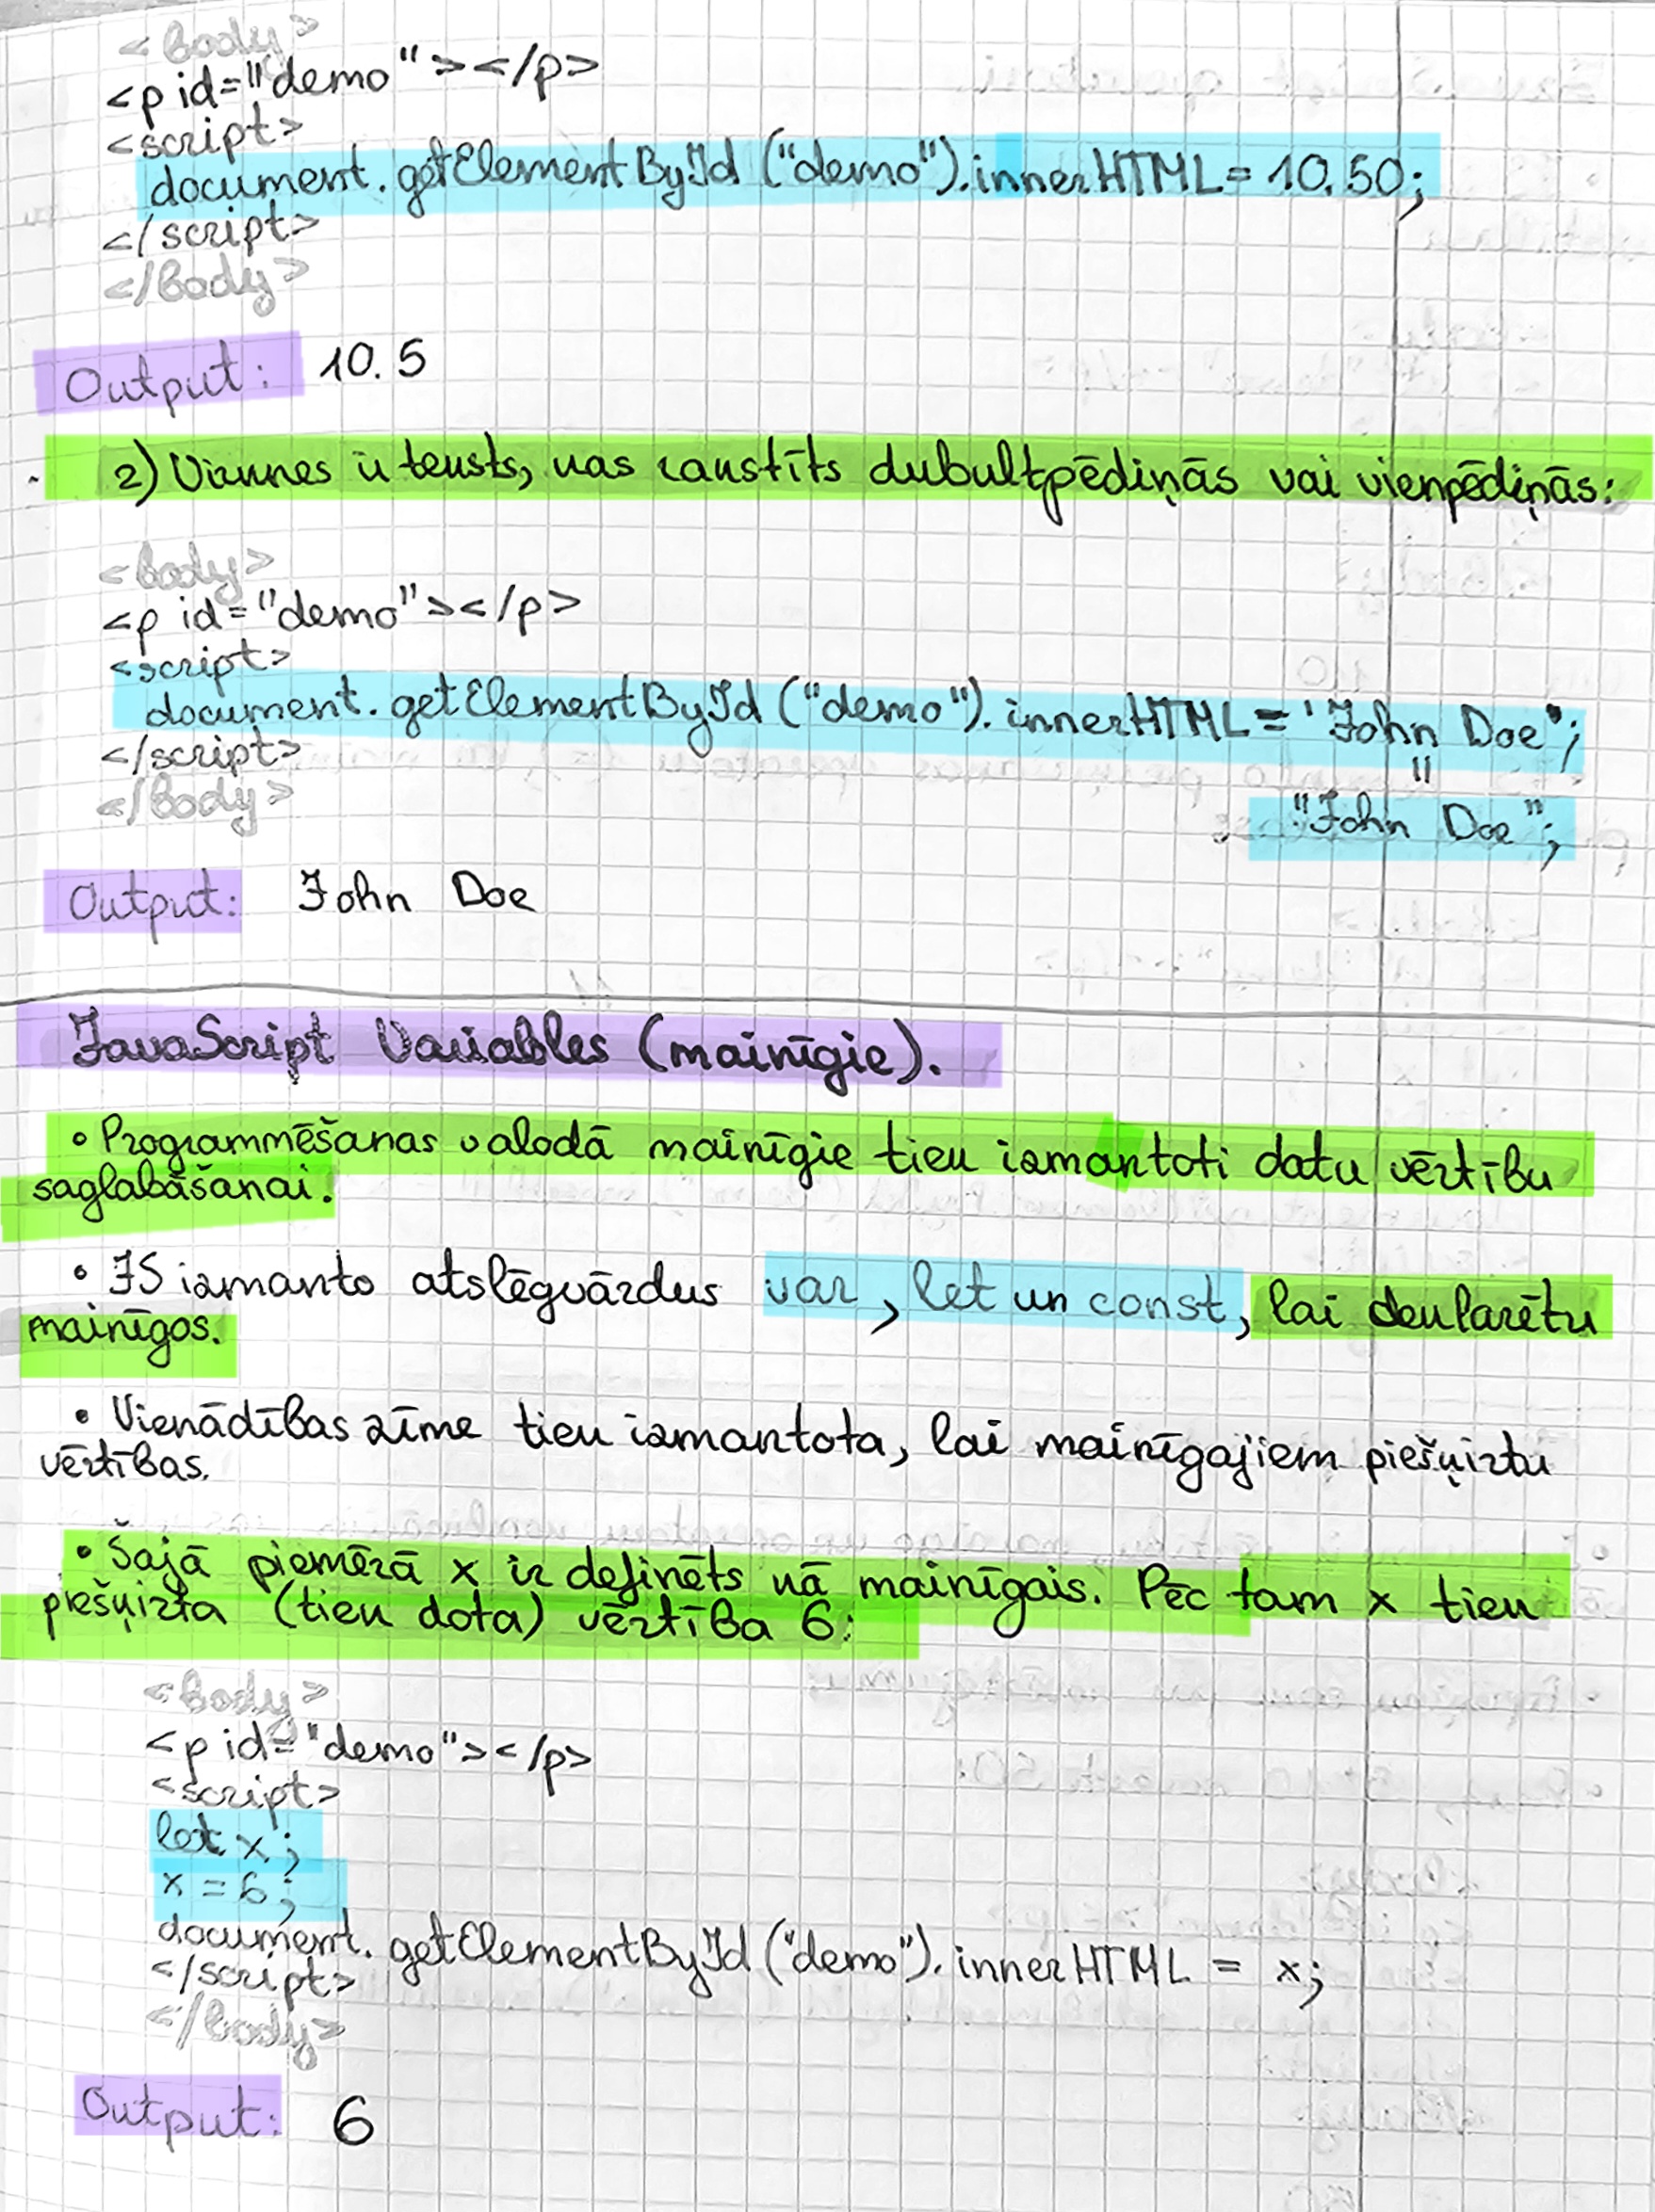 <body>
<p id="demo"></p>
<script>
document.getElementById("demo").innerHTML = 10.50;
</script>
</body>
Output: 10.5
2) Virknes ir teksts, kas rakstīts dubultpēdiņās vai vienpēdiņās:
<body>
<p id="demo"></p>
<script>
document.getElementById("demo").innerHTML = 'John Doe';
</script>
=
</body>
"John Doe";
Output: John Doe
JavaScript Variables (mainīgie).
• Programmēšanas valodā mainīgie tiek izmantoti datu vērtību
saglabāšanai.
• JS izmanto atslēgvārdus var, let un const, lai deklarētu
mainīgos.
• Vienādības zīme tiek izmantota, lai mainīgajiem piešķirtu
vērtības.
• Šajā piemērā x ir definēts kā mainīgais. Pēc tam x tiek
piešķirta (tiek dota) vērtība 6:
<body>
<p id="demo"></p>
<script>
let x;
x = 6;
document.getElementById("demo").innerHTML = x;
</script>
</body>
Output: 6